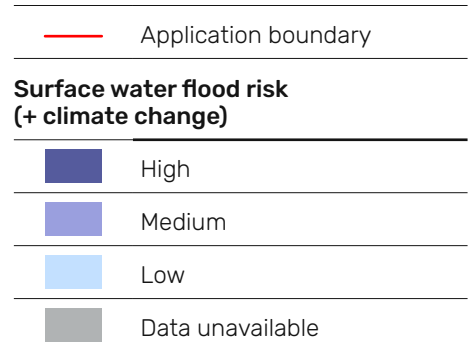 Application boundary
Surface water flood risk
(+ climate change)
High
Medium
Low
Data unavailable